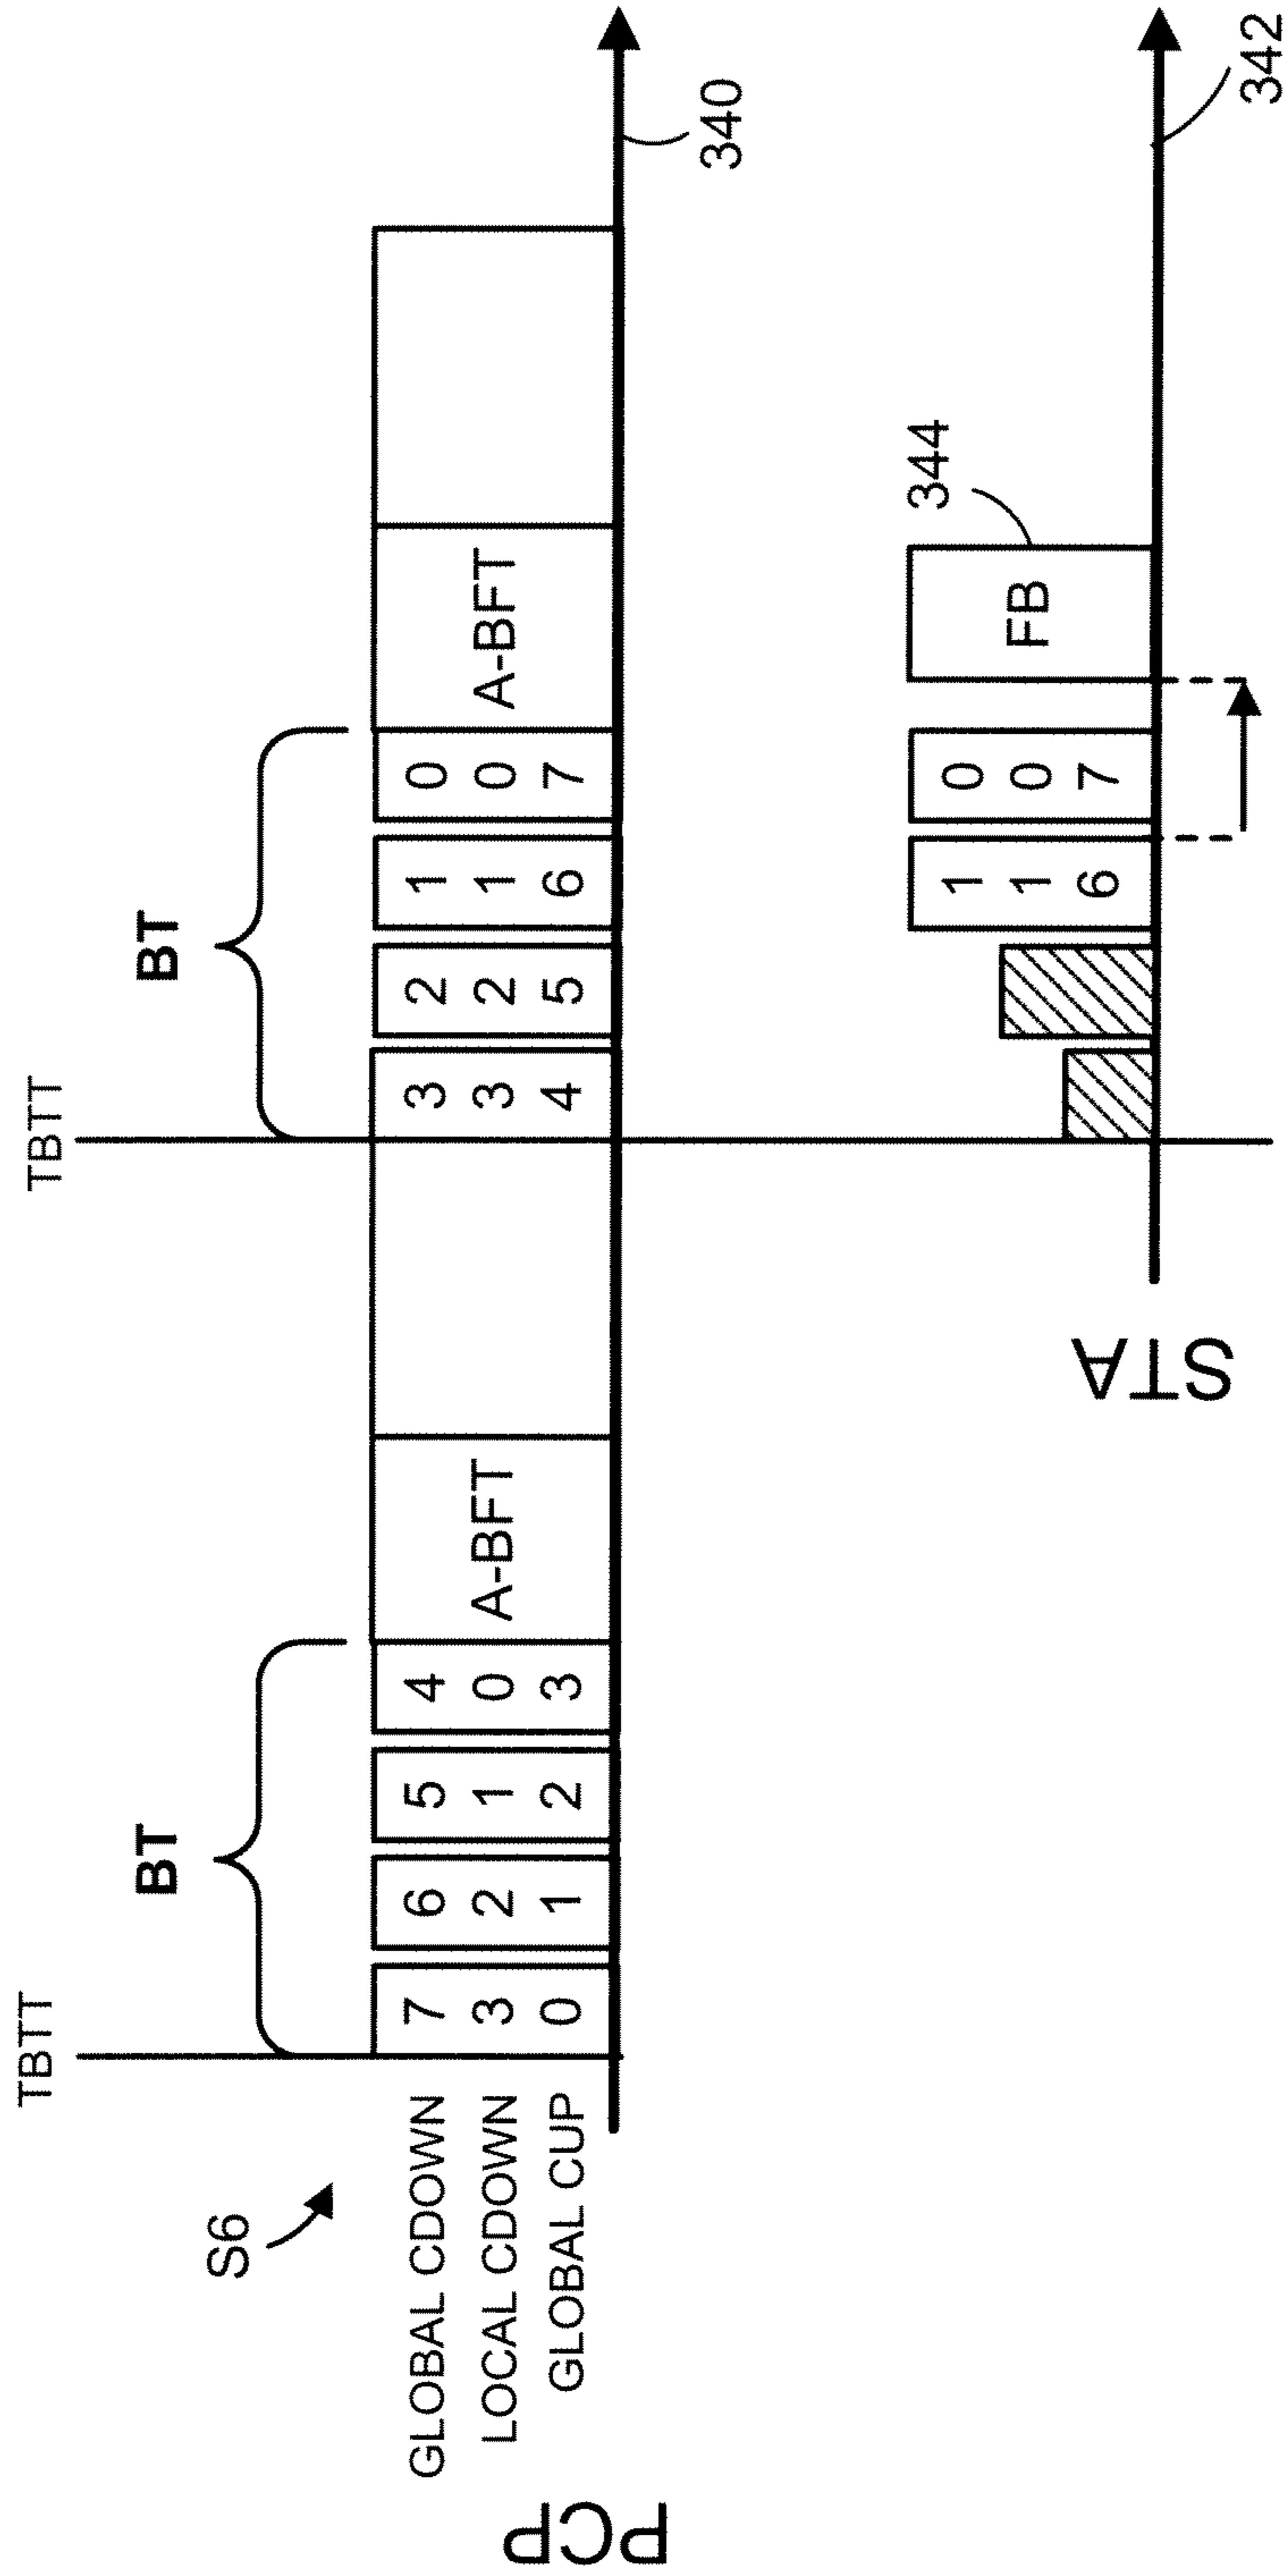 TBTT
TBTT
BT
BT
S6
GLOBAL CDOWN 7 6 5 4 3 2 1 0
LOCAL CDOWN 3 2 1 0 A-BFT 3 2 1 0 A-BFT
GLOBAL CUP 0 1 2 3 4 5 6 7
PCP
340
344
1 0
1 0 FB
6 7
STA
342